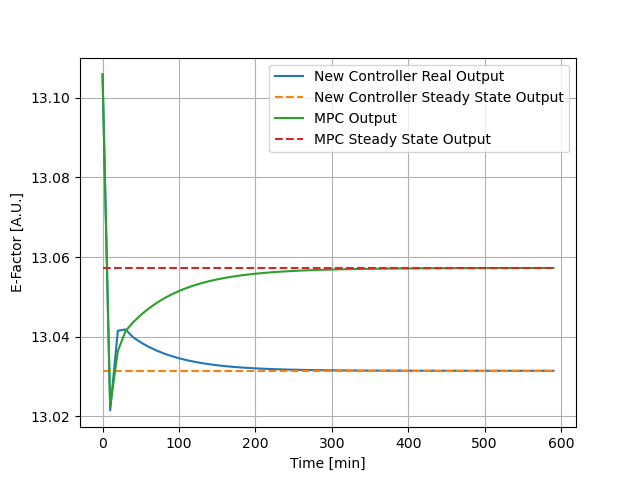 New Controller Real Output
New Controller Steady State Output
MPC Output
MPC Steady State Output
13.10
13.08
13.06
13.04
13.02
E-Factor [A.U.]
0 100 200 300 400 500 600
Time [min]